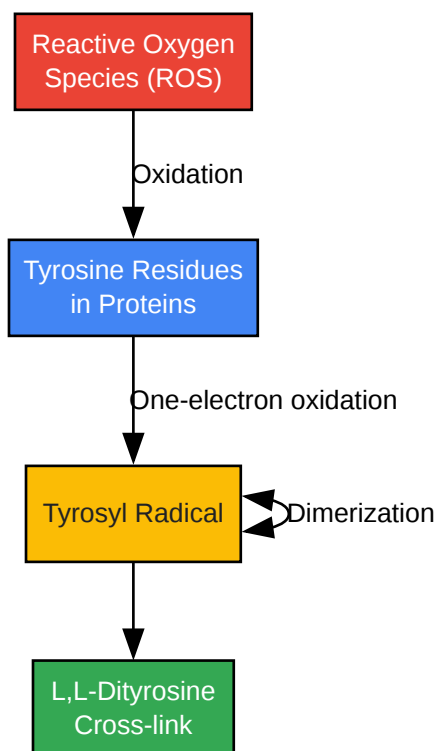 Reactive Oxygen
Species (ROS)
Oxidation
Tyrosine Residues
in Proteins
One-electron oxidation
Tyrosyl Radical
Dimerization
L,L-Dityrosine
Cross-link